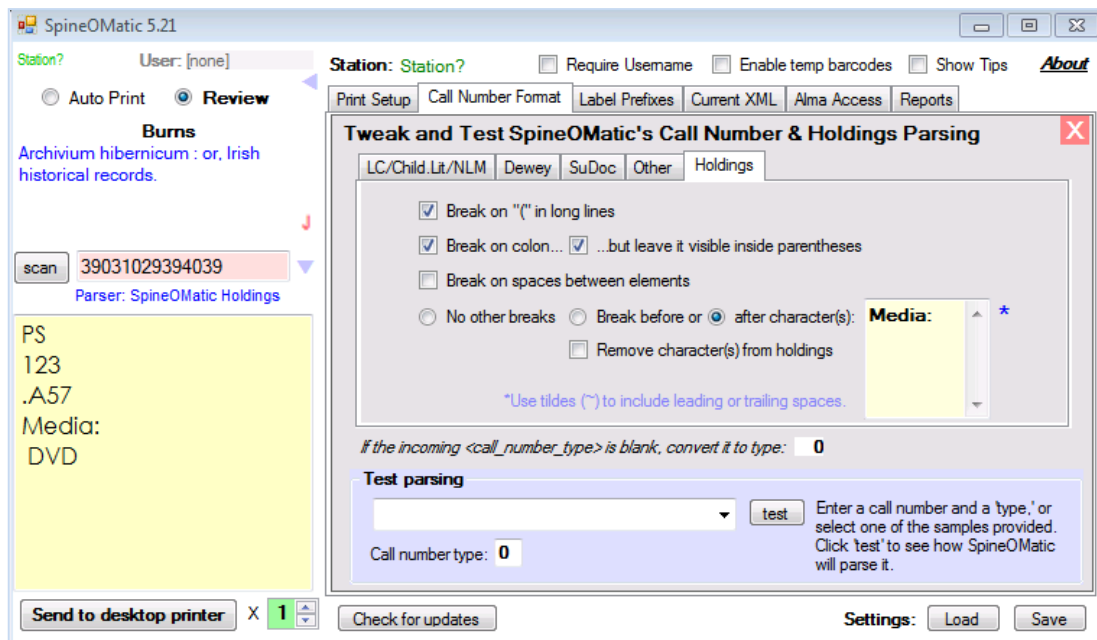 SpineOMatic 5.21
Station? User: [none]
Auto Print Review
Burns
Archivium hibernicum : or, Irish
historical records.
scan 39031029394039
Parser: SpineOMatic Holdings
PS
123
.A57
Media:
DVD
Send to desktop printer X 1
Station: Station? Require Username Enable temp barcodes Show Tips About
Print Setup Call Number Format Label Prefixes Current XML Alma Access Reports
Tweak and Test SpineOMatic's Call Number & Holdings Parsing X
LC/Child.Lit/NLM Dewey SuDoc Other Holdings
Break on "(" in long lines
Break on colon... ...but leave it visible inside parentheses
Break on spaces between elements
No other breaks Break before or after character(s): Media: *
Remove character(s) from holdings
*Use tildes (~) to include leading or trailing spaces.
If the incoming <call_number_type> is blank, convert it to type: 0
Test parsing
test
Call number type: 0
Enter a call number and a 'type,' or
select one of the samples provided.
Click 'test' to see how SpineOMatic
will parse it.
Check for updates Settings: Load Save